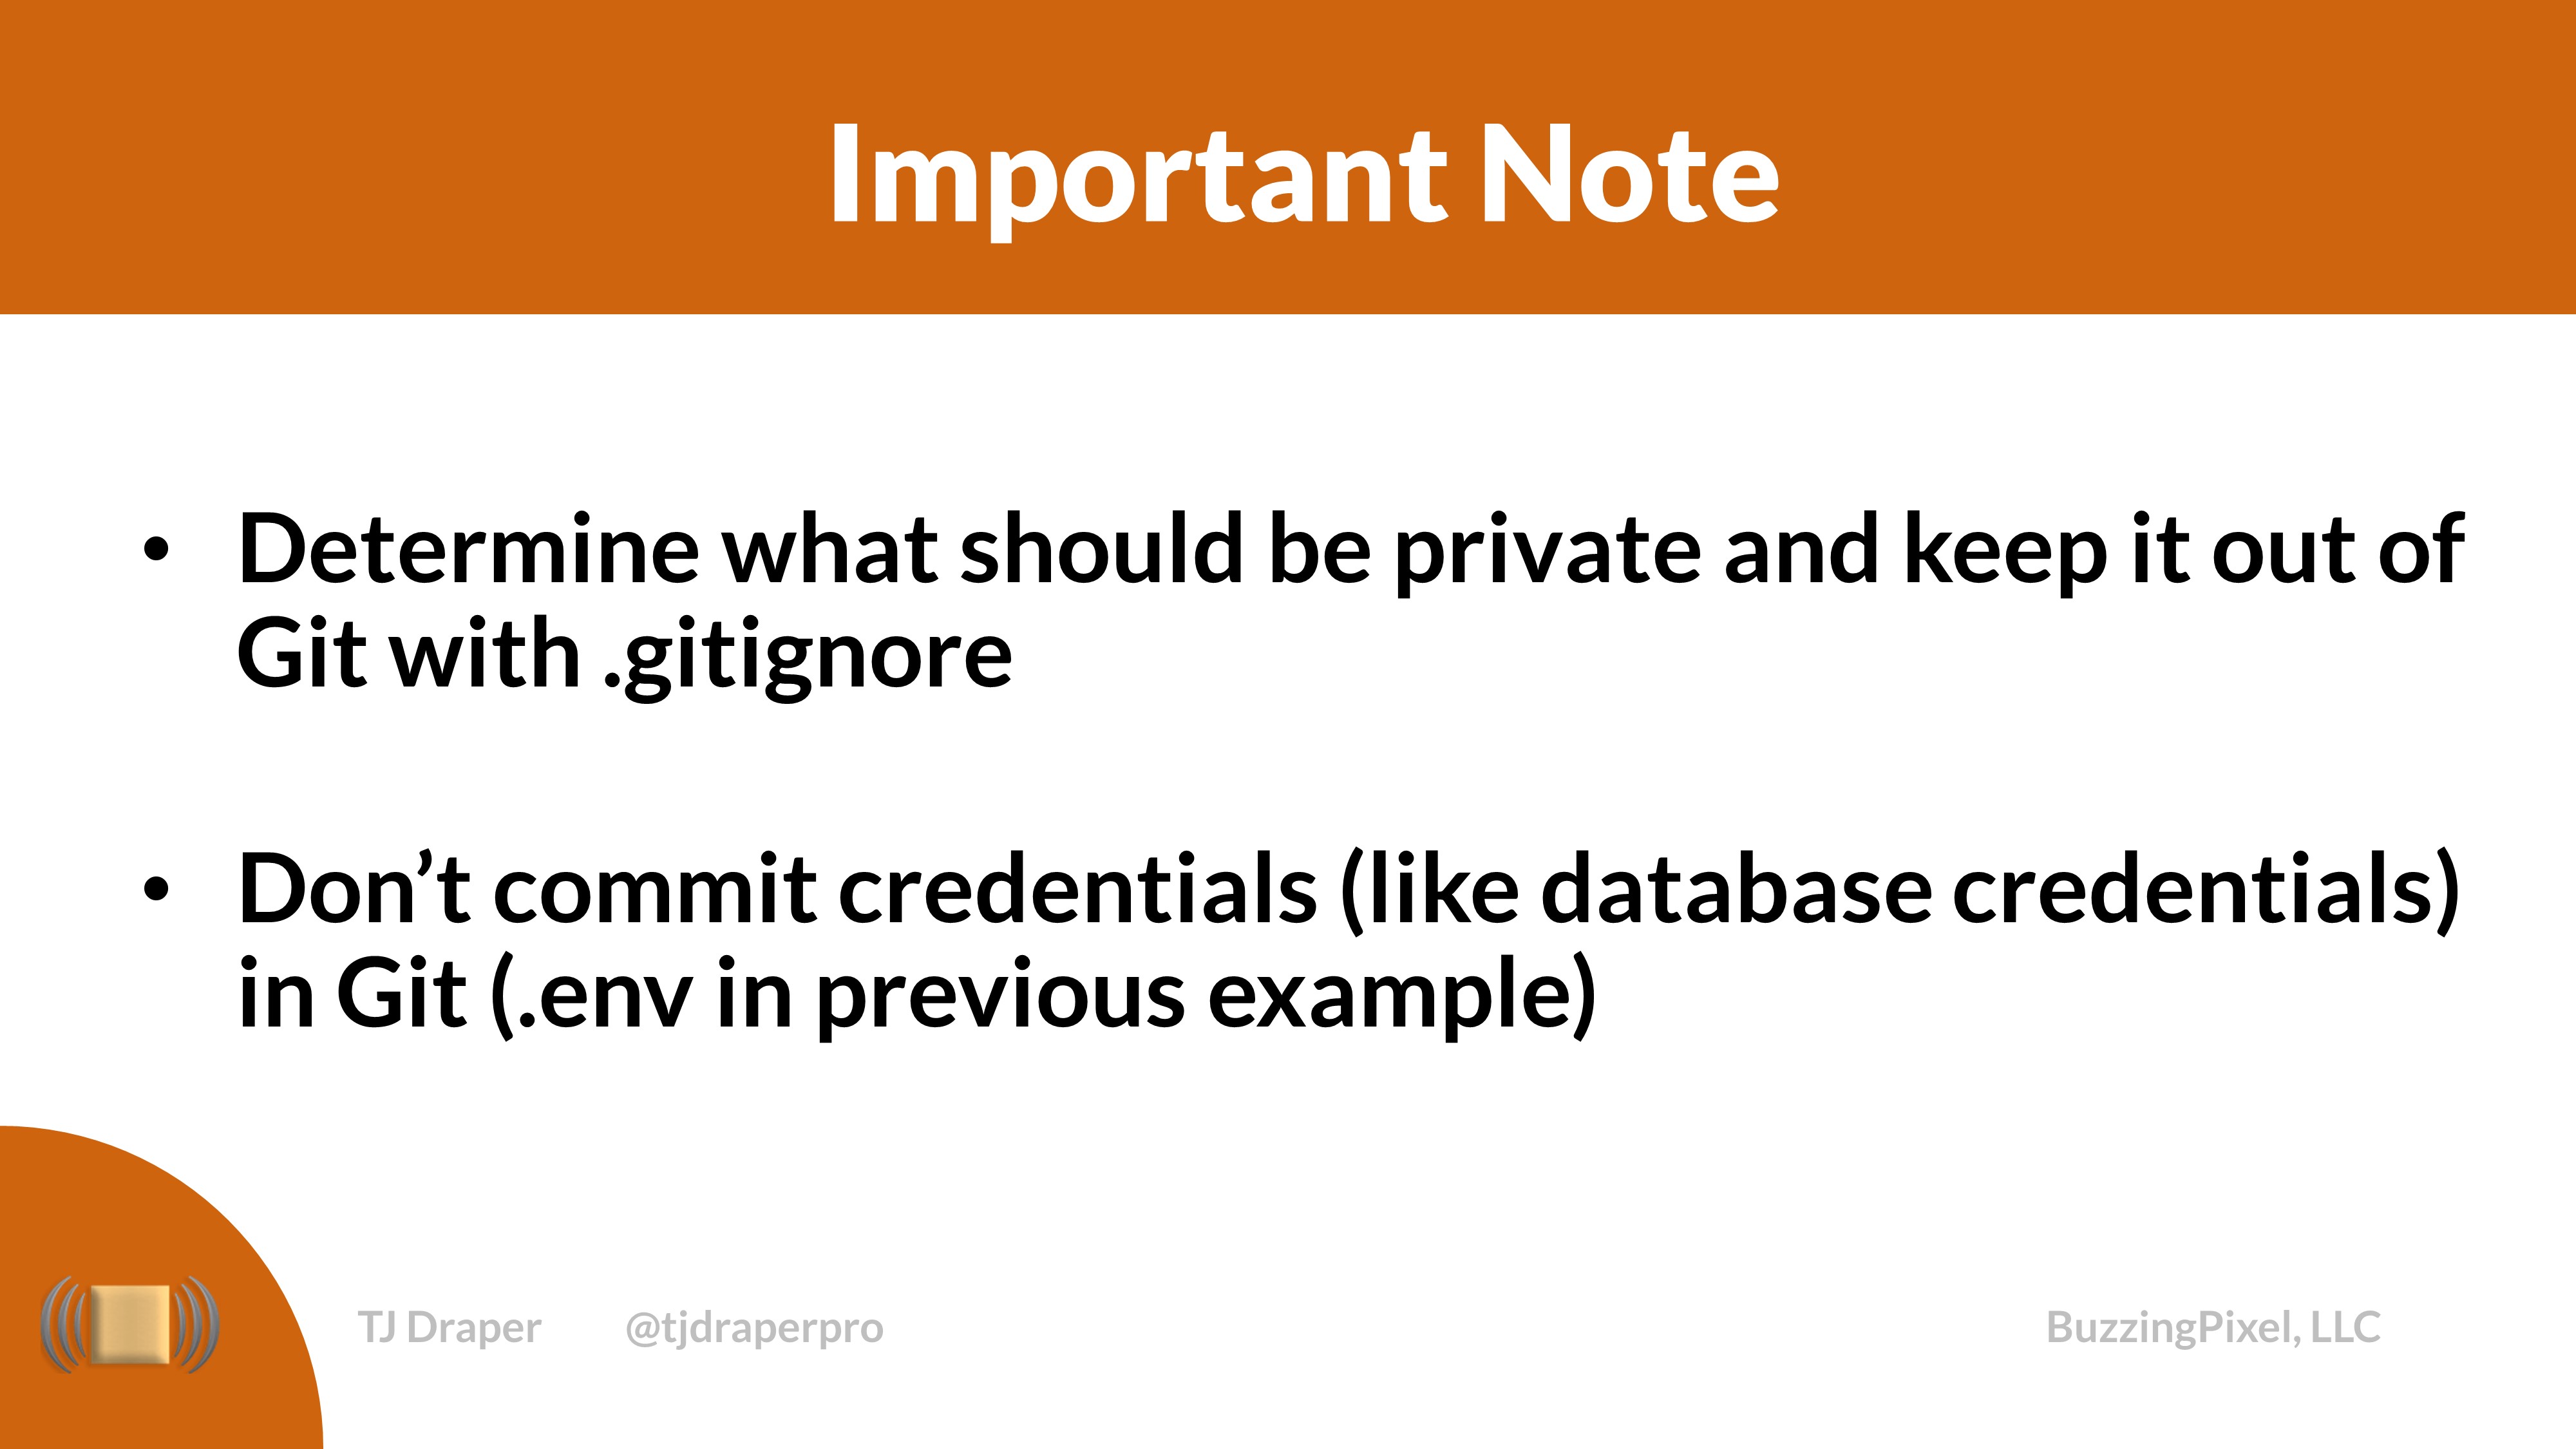 Important Note
• Determine what should be private and keep it out of
Git with .gitignore
• Don’t commit credentials (like database credentials)
in Git (.env in previous example)
TJ Draper @tjdraperpro BuzzingPixel, LLC